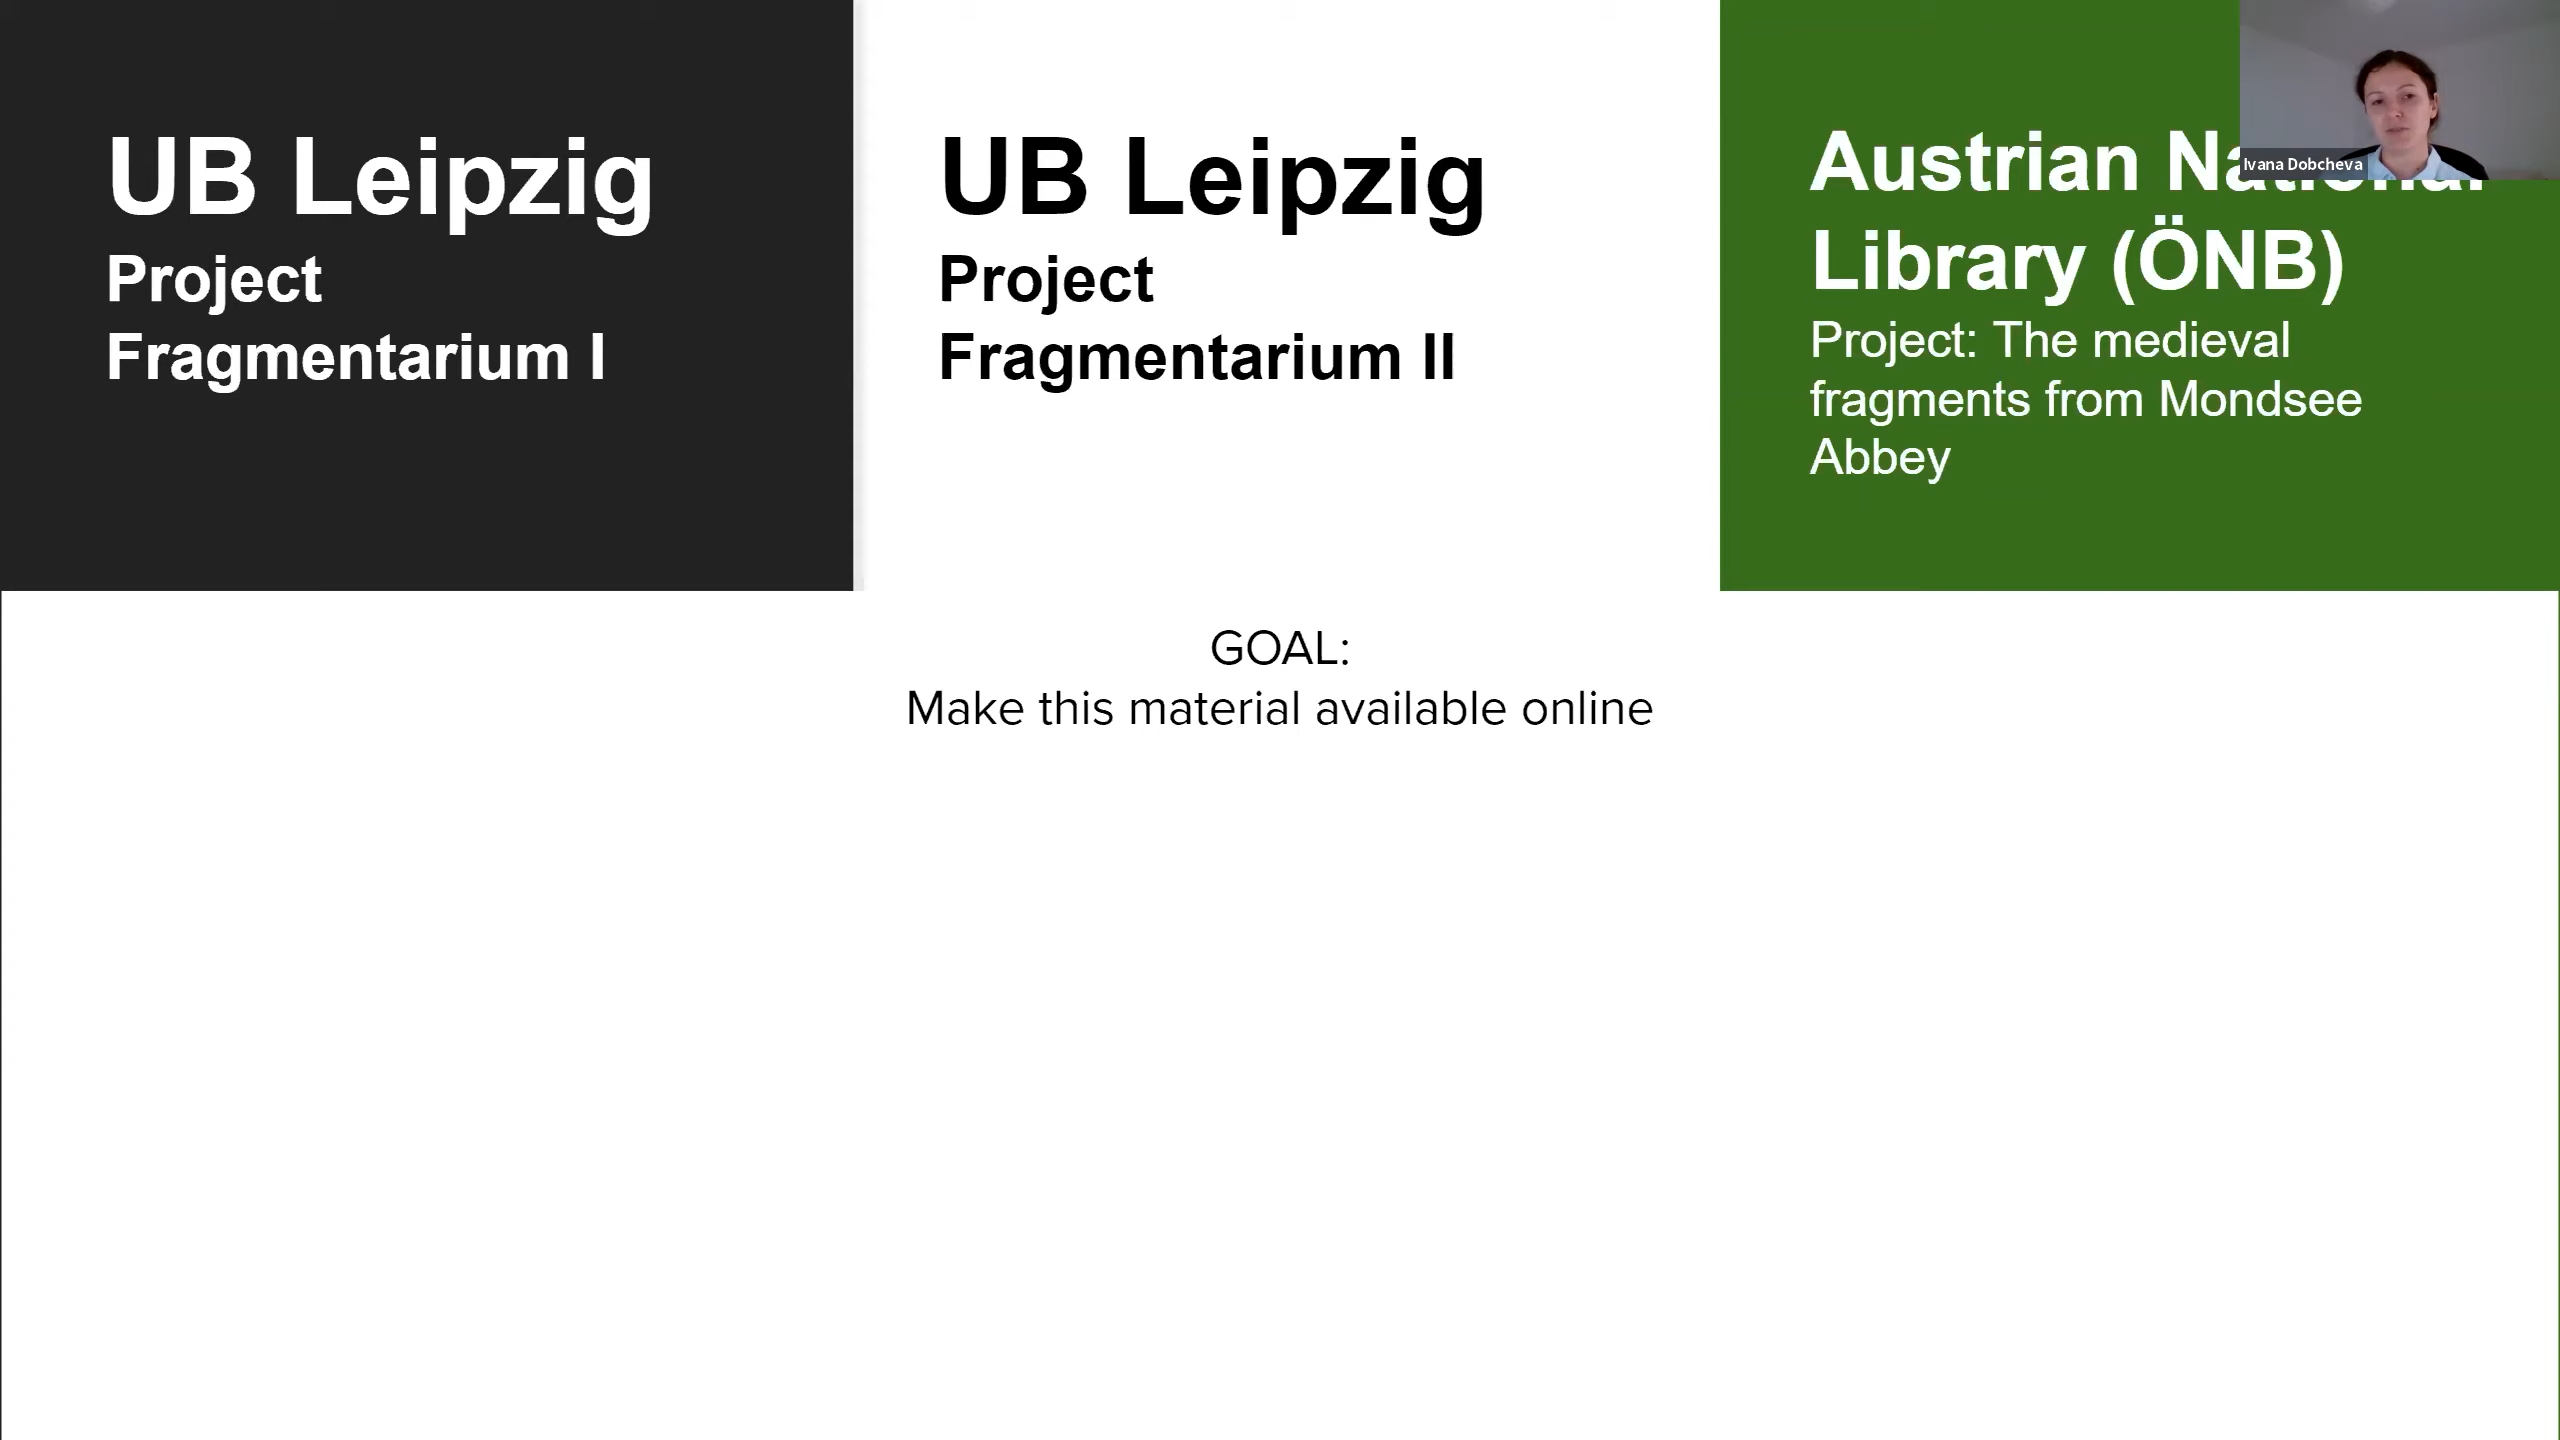 UB Leipzig
Project
Fragmentarium I
UB Leipzig
Project
Fragmentarium II
Austrian National
Library (ÖNB)
Project: The medieval
fragments from Mondsee
Abbey
Ivana Dobcheva
GOAL:
Make this material available online